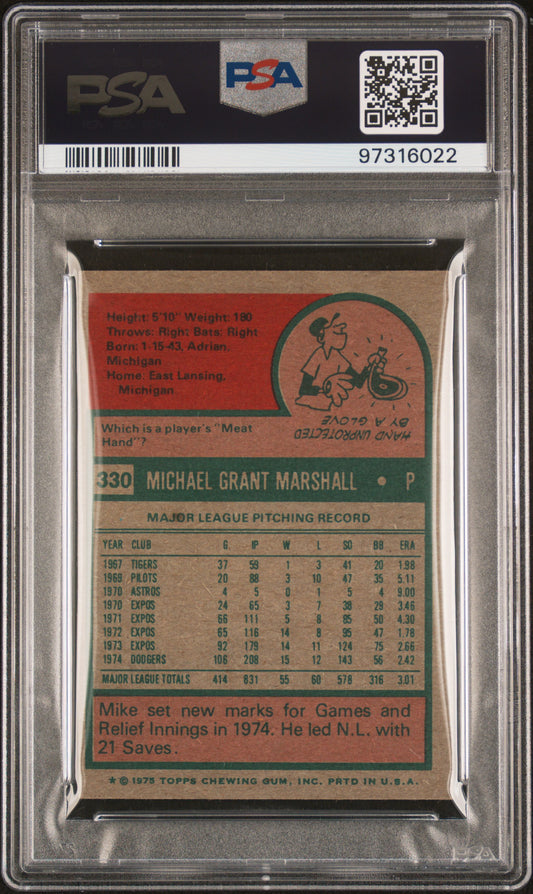 PSA
PSA
97316022
Height: 5'10" Weight: 180
Throws: Right Bats: Right
Born: 1-15-43, Adrian,
Michigan
Home: East Lansing,
Michigan
Which is a player's "Meat
Hand"?
HAND UNPROTECTED
BY A GLOVE
330 MICHAEL GRANT MARSHALL • P
MAJOR LEAGUE PITCHING RECORD
YEAR CLUB G IP W L SO BB ERA
1967 TIGERS 37 59 1 3 41 20 1.98
1969 PILOTS 20 88 3 10 47 35 5.11
1970 ASTROS 4 5 0 1 5 4 9.00
1970 EXPOS 24 65 3 7 38 29 3.46
1971 EXPOS 66 111 5 8 85 50 4.30
1972 EXPOS 65 116 14 8 95 47 1.78
1973 EXPOS 92 179 14 11 124 75 2.66
1974 DODGERS 106 208 15 12 143 56 2.42
MAJOR LEAGUE TOTALS 414 831 55 60 578 316 3.01
Mike set new marks for Games and
Relief Innings in 1974. He led N.L. with
21 Saves.
* © 1975 TOPPS CHEWING GUM, INC. PRTD IN U.S.A.
PSA